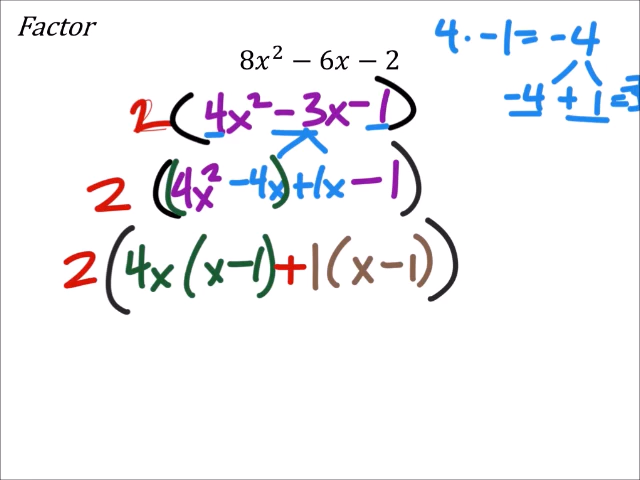 Factor
8x² − 6x − 2
4 · -1 = -4
-4 + 1 = -3
2 (4x² - 3x - 1)
2 ((4x² - 4x) + 1x - 1)
2 (4x (x - 1) + 1 (x - 1))